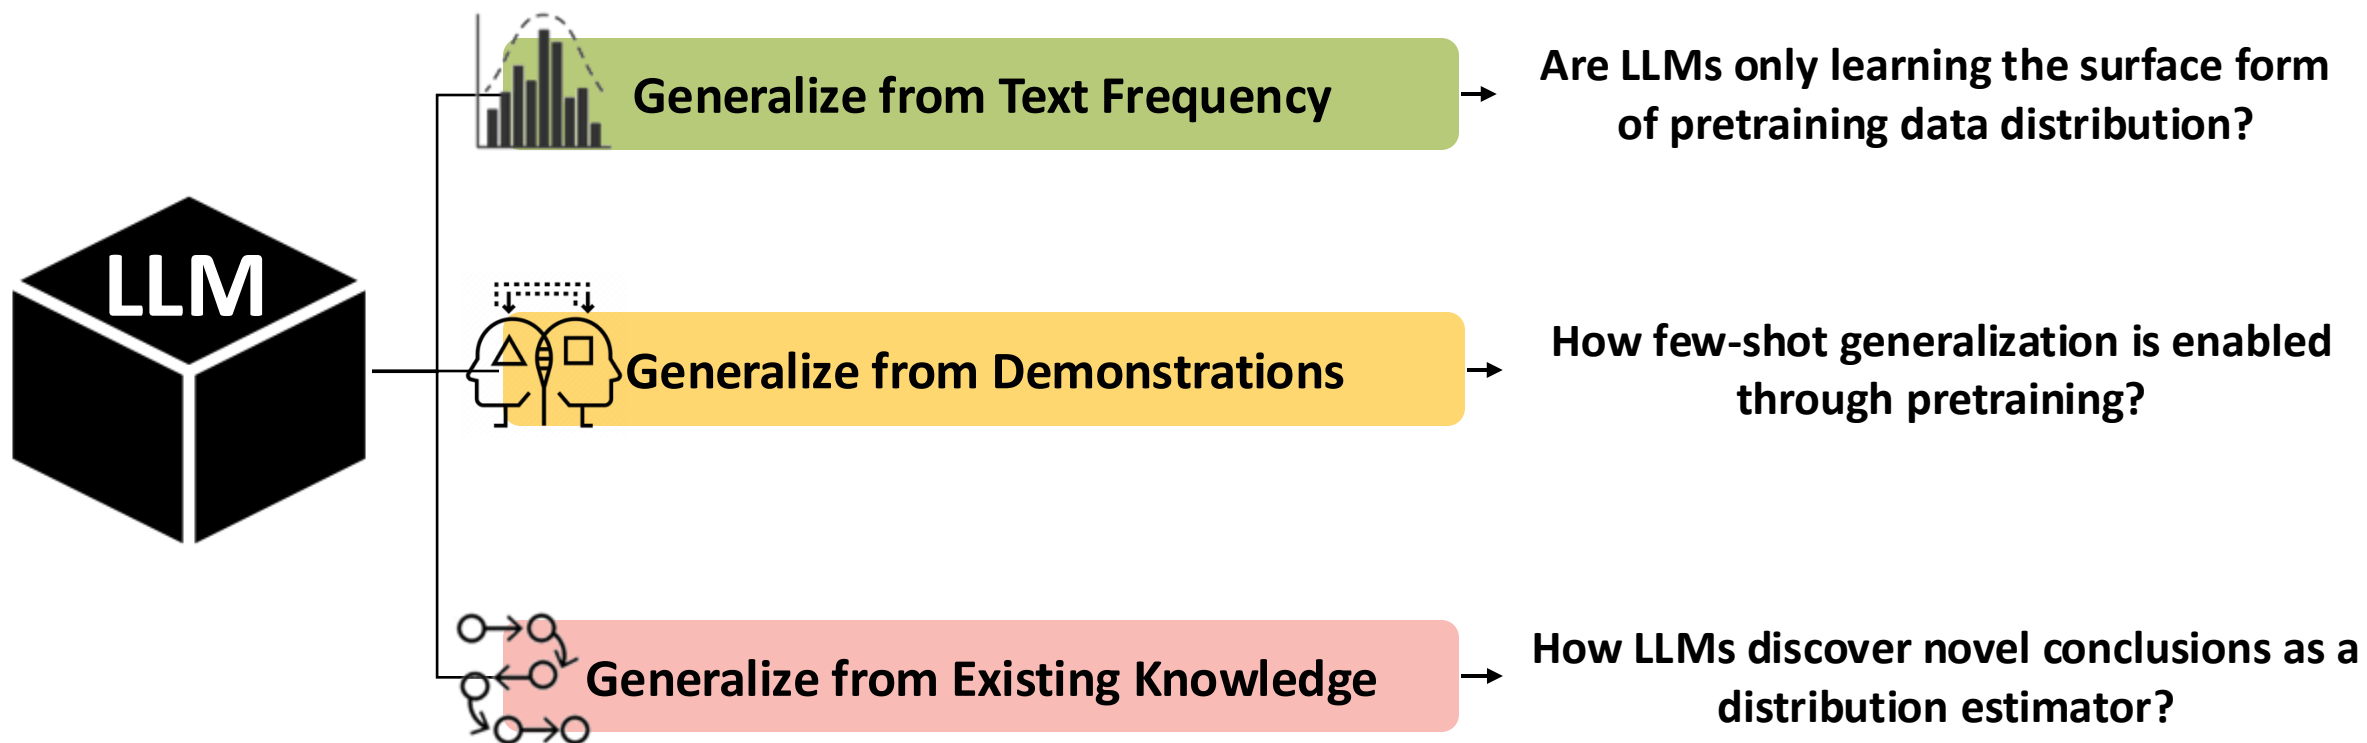 LLM
Generalize from Text Frequency
Are LLMs only learning the surface form
of pretraining data distribution?
Generalize from Demonstrations
How few-shot generalization is enabled
through pretraining?
Generalize from Existing Knowledge
How LLMs discover novel conclusions as a
distribution estimator?